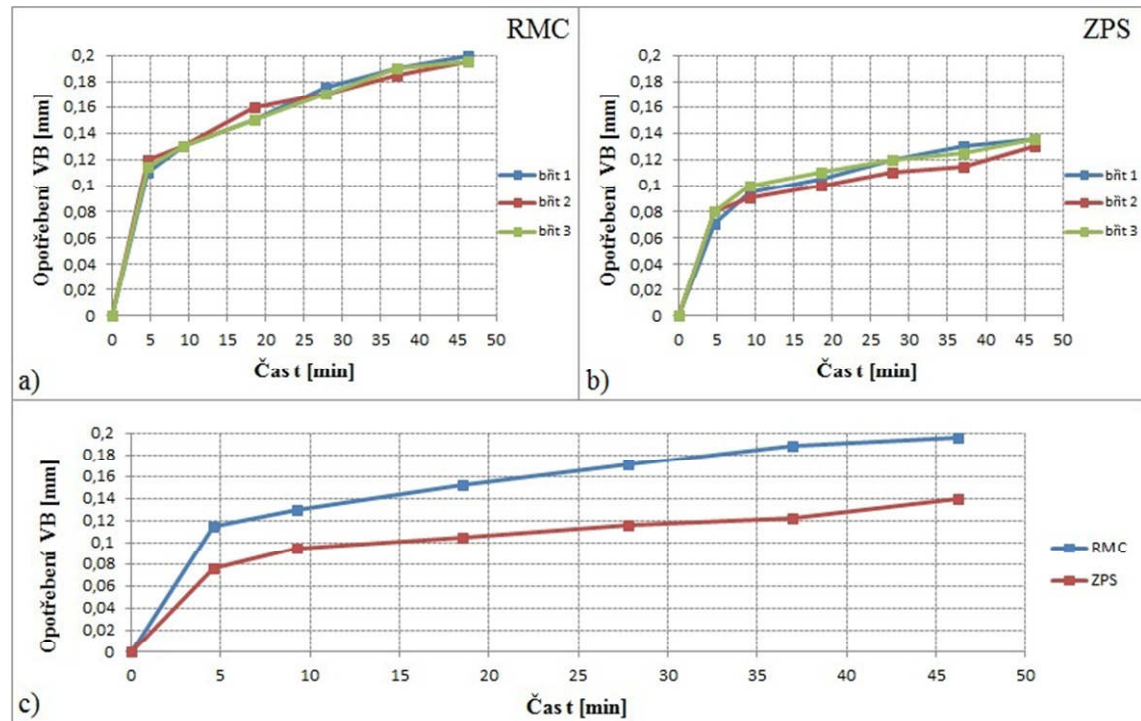 RMC
Opotřebení VB [mm]
0,2
0,18
0,16
0,14
0,12
0,1
0,08
0,06
0,04
0,02
0
0 5 10 15 20 25 30 35 40 45 50
Čas t [min]
břit 1
břit 2
břit 3
a)
ZPS
Opotřebení VB [mm]
0,2
0,18
0,16
0,14
0,12
0,1
0,08
0,06
0,04
0,02
0
0 5 10 15 20 25 30 35 40 45 50
Čas t [min]
břit 1
břit 2
břit 3
b)
Opotřebení VB [mm]
0,2
0,18
0,16
0,14
0,12
0,1
0,08
0,06
0,04
0,02
0
0 5 10 15 20 25 30 35 40 45 50
Čas t [min]
RMC
ZPS
c)